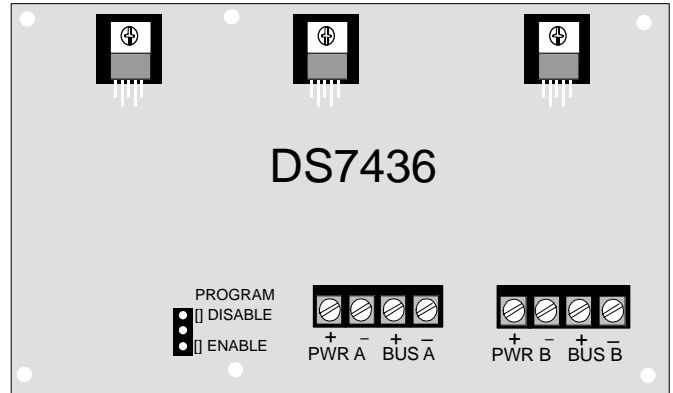 DS7436
PROGRAM
[] DISABLE
[] ENABLE
+ – + –
PWR A BUS A
+ – + –
PWR B BUS B